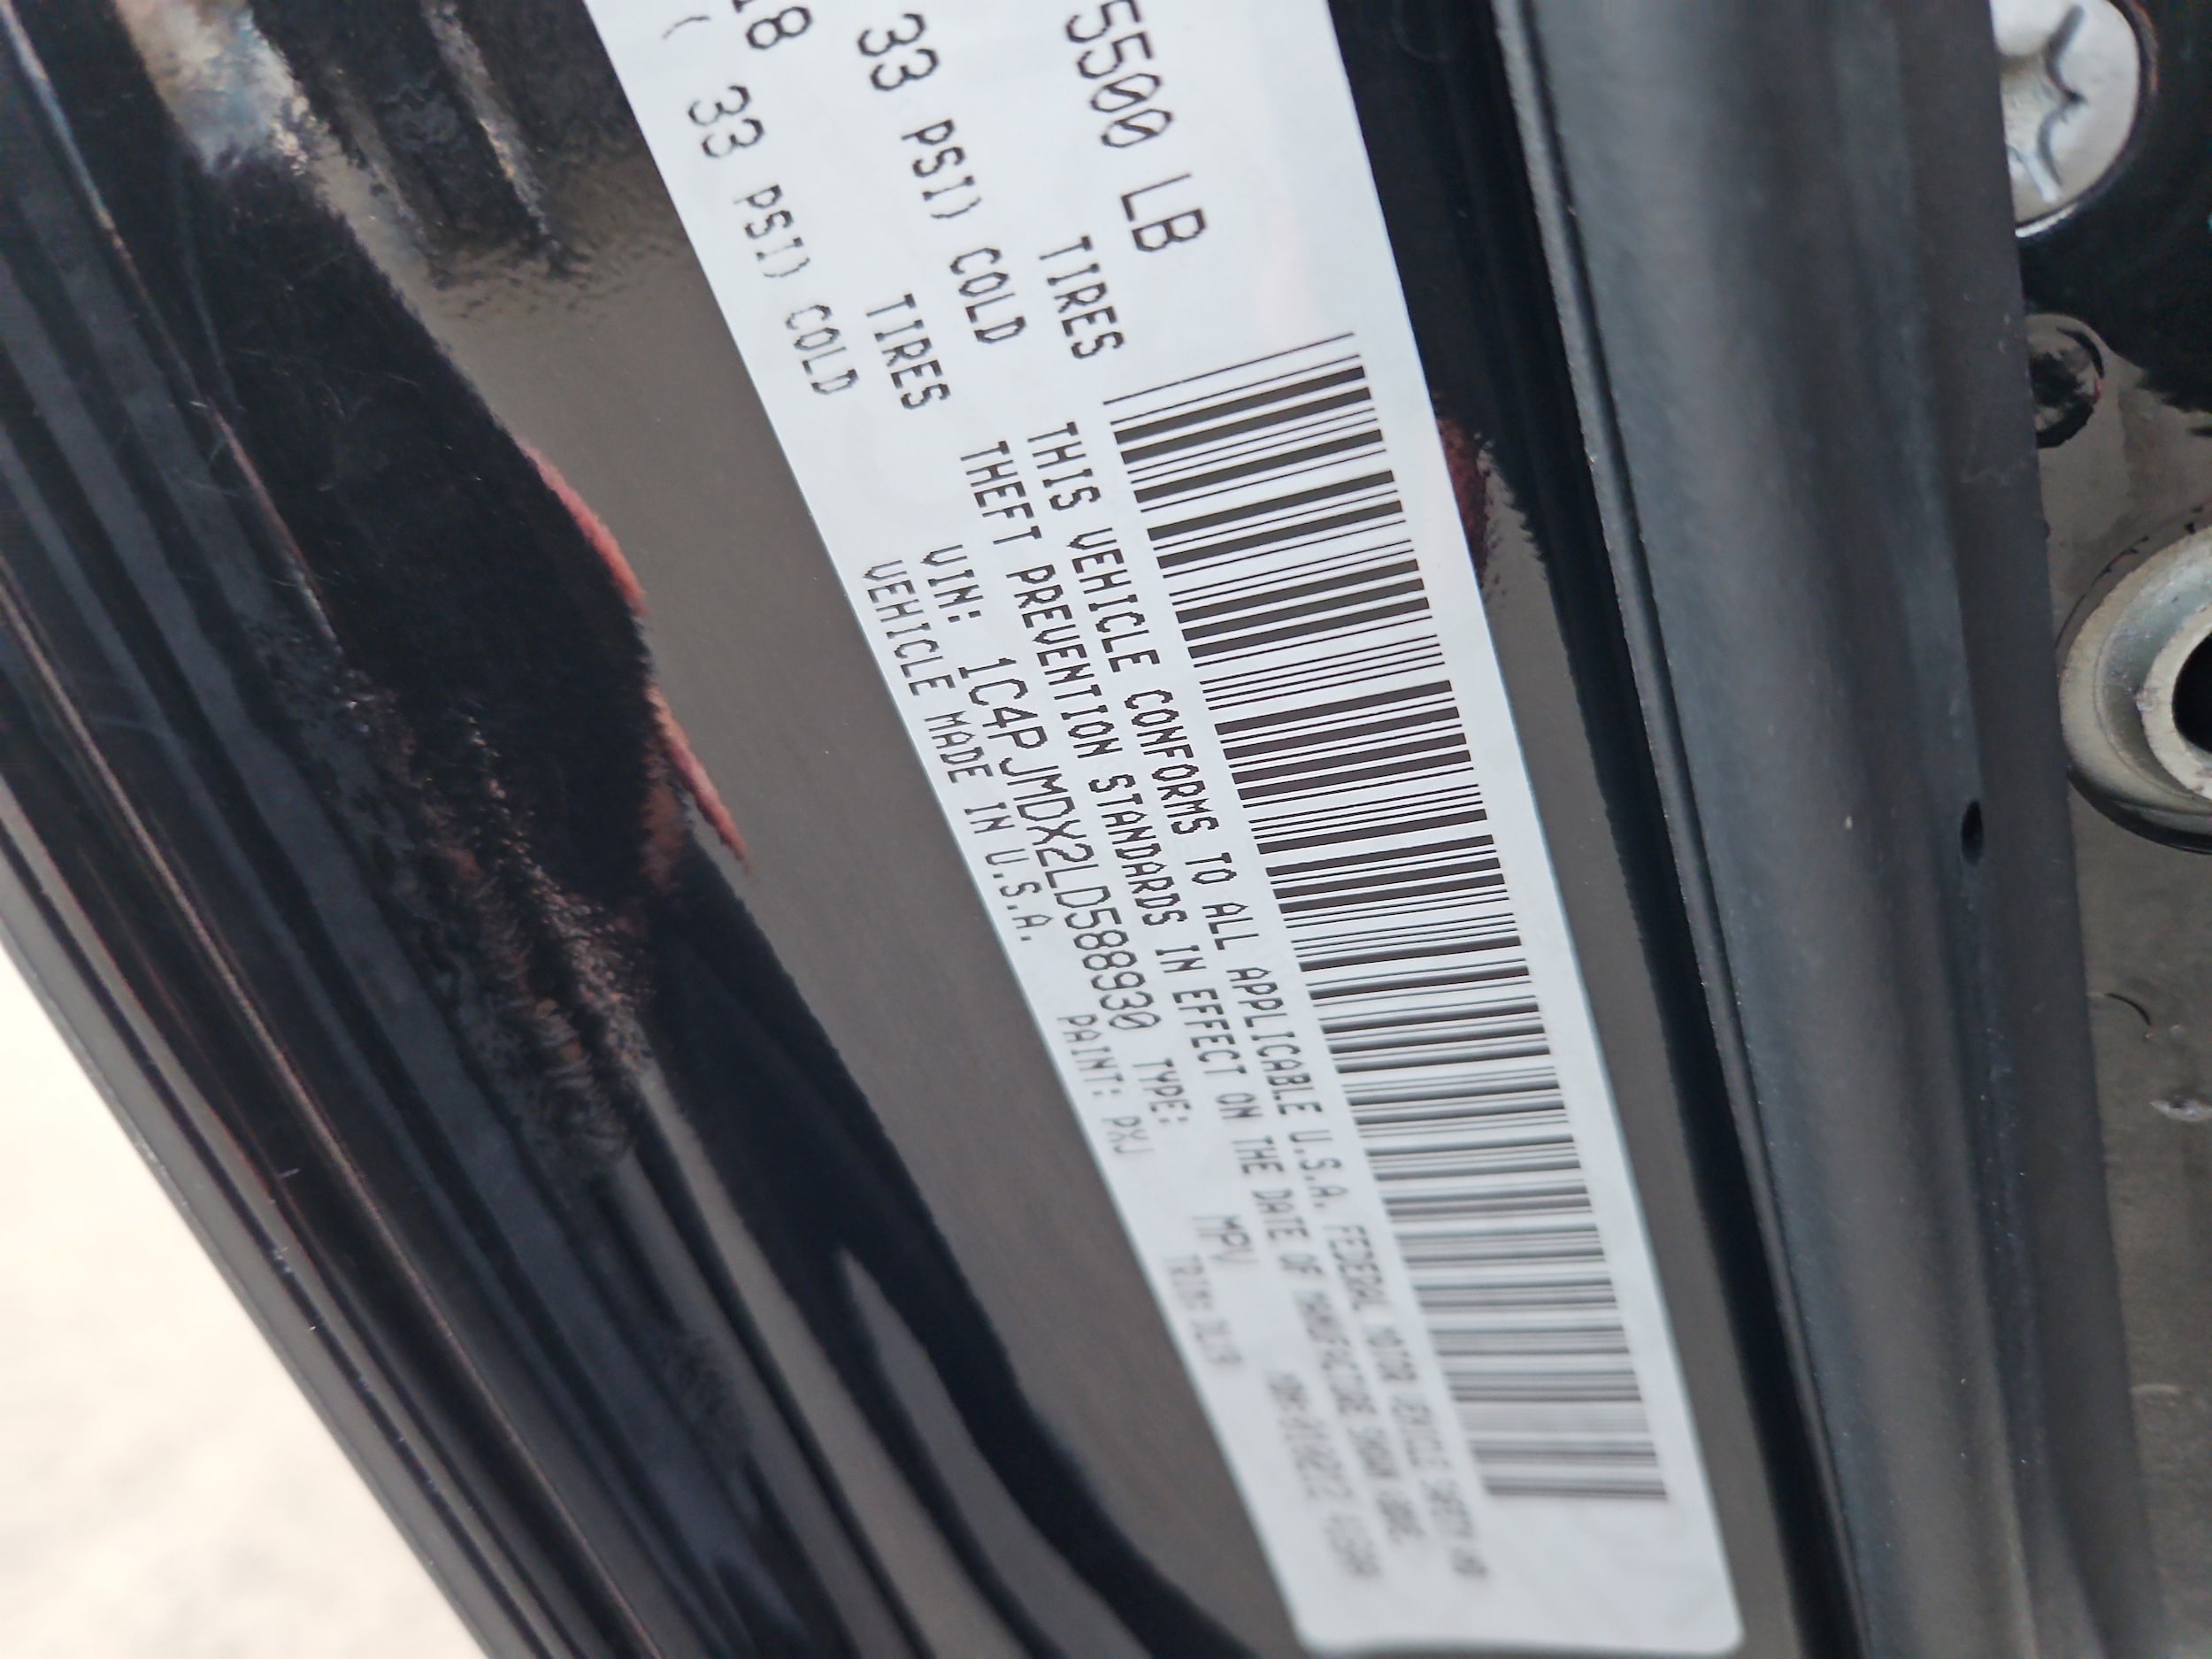 5500 LB
33 PSI) COLD TIRES
18
( 33 PSI) COLD TIRES
THIS VEHICLE CONFORMS TO ALL APPLICABLE U.S.A. FEDERAL MOTOR VEHICLE SAFETY AND
THEFT PREVENTION STANDARDS IN EFFECT ON THE DATE OF MANUFACTURE SHOWN ABOVE.
VIN: 1C4PJMDX2LD588930 TYPE: MPV
VEHICLE MADE IN U.S.A. PAINT: PXJ TRIM: